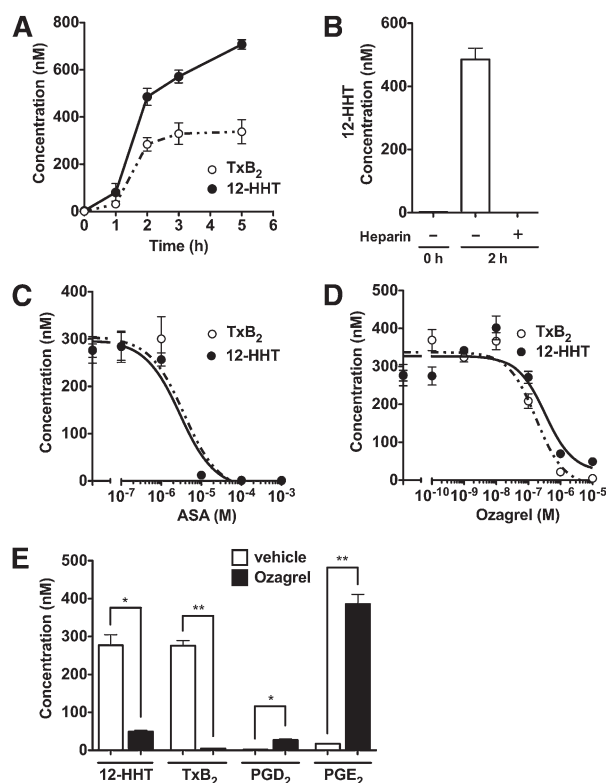 A
Concentration (nM)
800
600
400
200
0
0 1 2 3 4 5 6
Time (h)
TxB2
12-HHT
B
12-HHT
Concentration (nM)
600
400
200
0
Heparin − − +
0 h 2 h
C
Concentration (nM)
400
300
200
100
0
10-7 10-6 10-5 10-4 10-3
ASA (M)
TxB2
12-HHT
D
Concentration (nM)
500
400
300
200
100
0
10-10 10-9 10-8 10-7 10-6 10-5
Ozagrel (M)
TxB2
12-HHT
E
Concentration (nM)
500
400
300
200
100
0
vehicle
Ozagrel
* ** * **
12-HHT TxB2 PGD2 PGE2